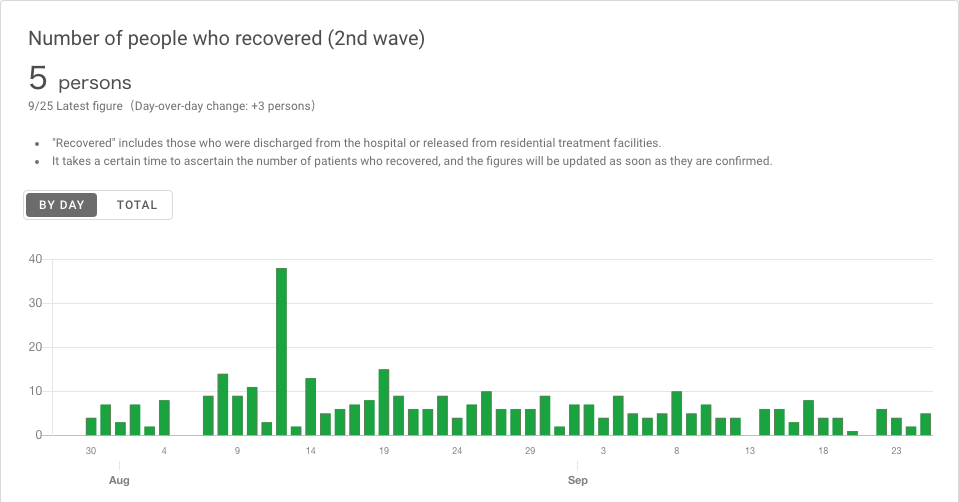 Number of people who recovered (2nd wave)
5 persons
9/25 Latest figure（Day-over-day change: +3 persons）
• "Recovered" includes those who were discharged from the hospital or released from residential treatment facilities.
• It takes a certain time to ascertain the number of patients who recovered, and the figures will be updated as soon as they are confirmed.
BY DAY TOTAL
40
30
20
10
0
30 4 9 14 19 24 29 3 8 13 18 23
Aug Sep